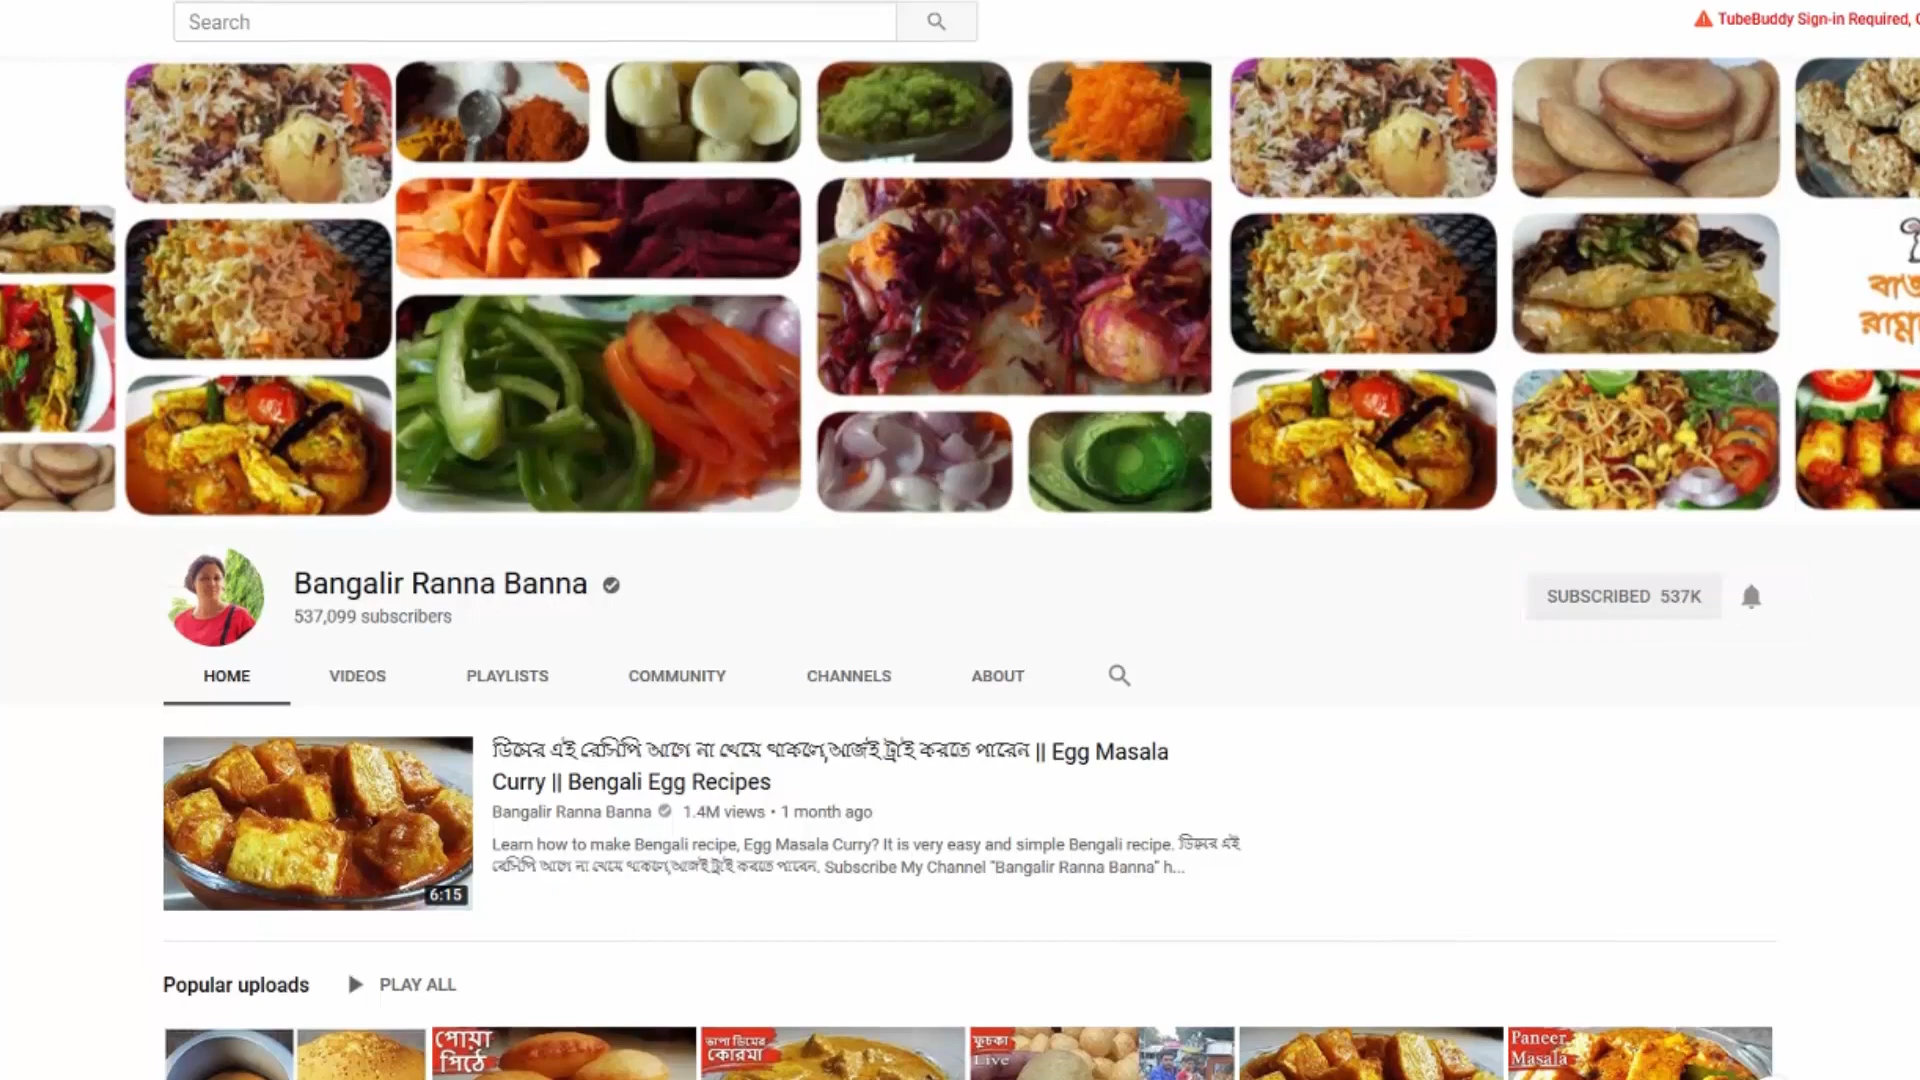 Search
TubeBuddy Sign-in Required,
Bangalir Ranna Banna
537,099 subscribers
SUBSCRIBED 537K
HOME VIDEOS PLAYLISTS COMMUNITY CHANNELS ABOUT
ডিমের এই রেসিপি আগে না খেয়ে থাকলে,আজই ট্রাই করতে পারেন || Egg Masala
Curry || Bengali Egg Recipes
Bangalir Ranna Banna 1.4M views • 1 month ago
Learn how to make Bengali recipe, Egg Masala Curry? It is very easy and simple Bengali recipe. ডিমের এই
রেসিপি আগে না খেয়ে থাকলে,আজই ট্রাই করতে পারেন. Subscribe My Channel "Bangalir Ranna Banna" h...
6:15
Popular uploads PLAY ALL
পোয়া
পিঠে
ভাপা ডিমের
কোরমা
ফুচকা
Live
Paneer
Masala